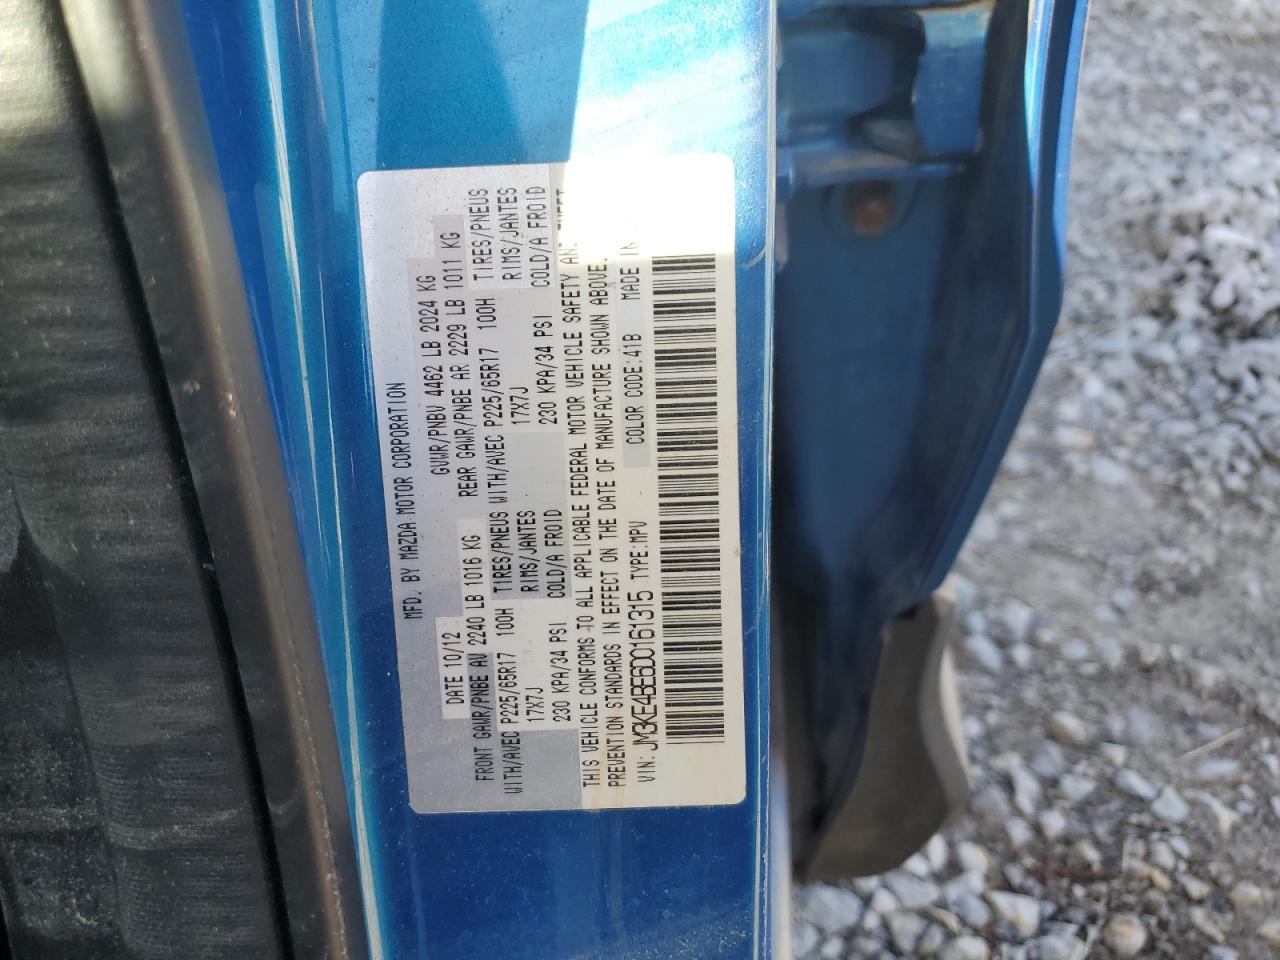 MFD. BY MAZDA MOTOR CORPORATION
DATE 10/12 GVWR/PNBV 4462 LB 2024 KG
FRONT GAWR/PNBE AV 2240 LB 1016 KG REAR GAWR/PNBE AR 2229 LB 1011 KG
WITH/AVEC P225/65R17 100H TIRES/PNEUS WITH/AVEC P225/65R17 100H TIRES/PNEUS
17X7J RIMS/JANTES 17X7J RIMS/JANTES
230 KPA/34 PSI COLD/A FROID 230 KPA/34 PSI COLD/A FROID
THIS VEHICLE CONFORMS TO ALL APPLICABLE FEDERAL MOTOR VEHICLE SAFETY AND THEFT
PREVENTION STANDARDS IN EFFECT ON THE DATE OF MANUFACTURE SHOWN ABOVE.
VIN: JM3KE4BE6D0161315 TYPE:MPV COLOR CODE:41B MADE IN